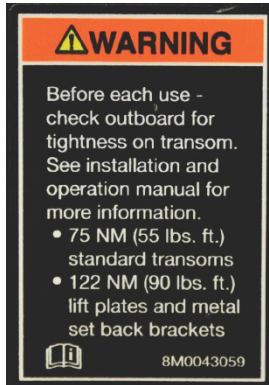 WARNING
Before each use -
check outboard for
tightness on transom.
See installation and
operation manual for
more information.
• 75 NM (55 lbs. ft.)
standard transoms
• 122 NM (90 lbs. ft.)
lift plates and metal
set back brackets
8M0043059